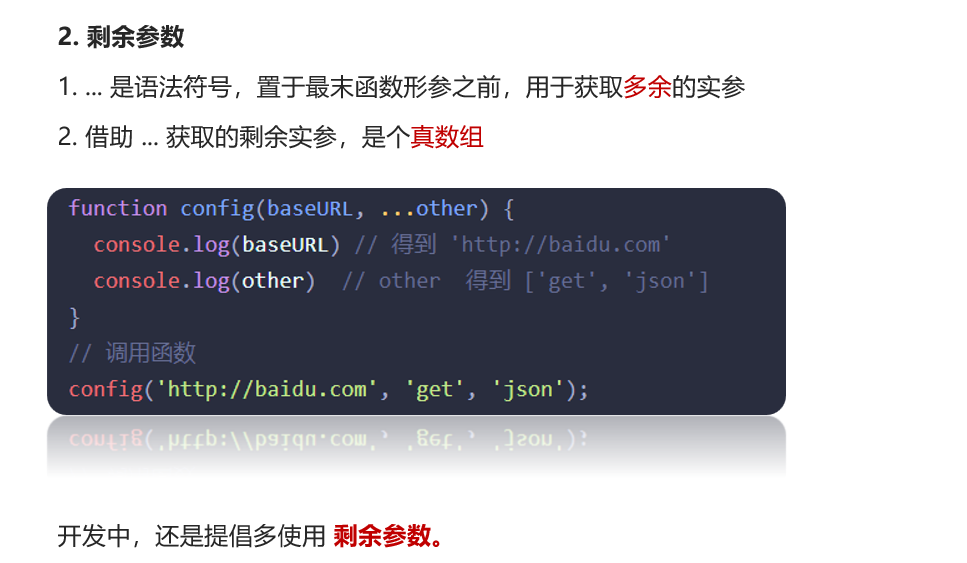 2. 剩余参数
1. ... 是语法符号，置于最末函数形参之前，用于获取多余的实参
2. 借助 ... 获取的剩余实参，是个真数组
function config(baseURL, ...other) {
console.log(baseURL) // 得到 'http://baidu.com'
console.log(other)  // other  得到 ['get', 'json']
}
// 调用函数
config('http://baidu.com', 'get', 'json');
开发中，还是提倡多使用 剩余参数。